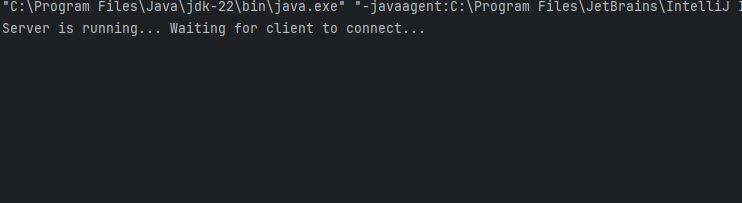 "C:\Program Files\Java\jdk-22\bin\java.exe" "-javaagent:C:\Program Files\JetBrains\IntelliJ I
Server is running... Waiting for client to connect...